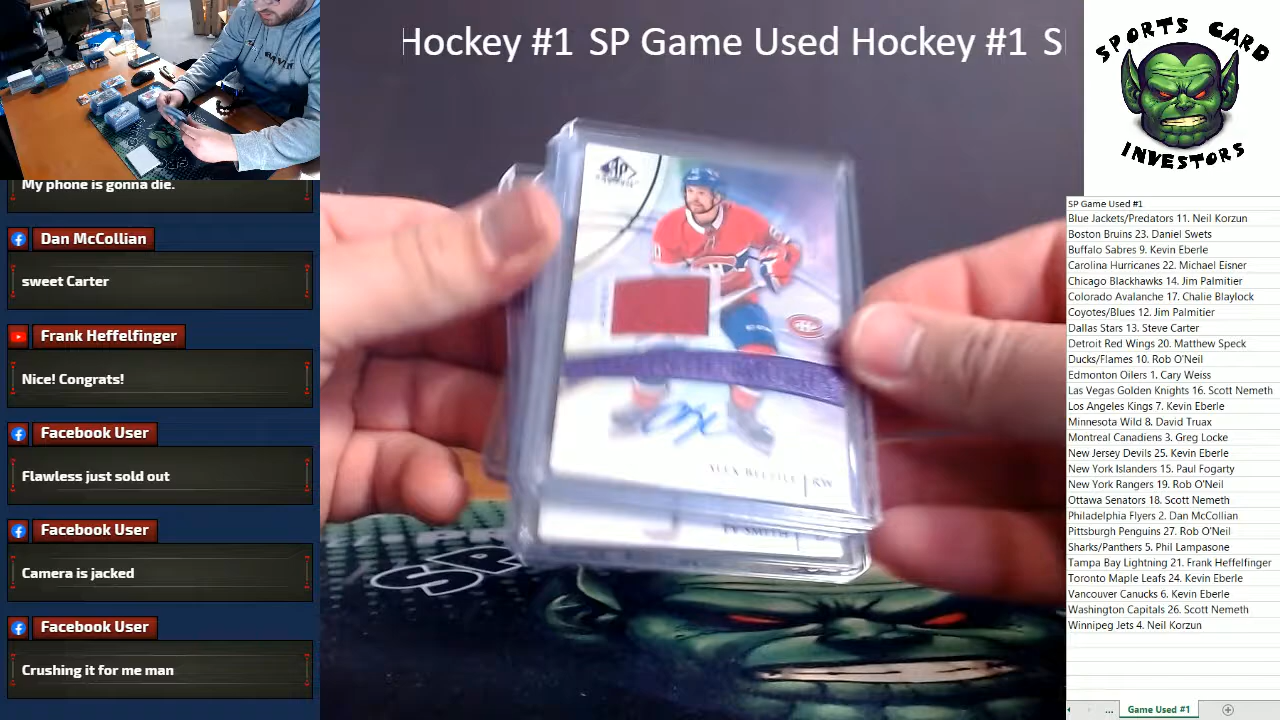 Hockey #1 SP Game Used Hockey #1 S
SPORTS CARD
INVESTORS
My phone is gonna die.
Dan McCollian
sweet Carter
Frank Heffelfinger
Nice! Congrats!
Facebook User
Flawless just sold out
Facebook User
Camera is jacked
Facebook User
Crushing it for me man
SP
RW
SP
SP Game Used #1
Blue Jackets/Predators 11. Neil Korzun
Boston Bruins 23. Daniel Swets
Buffalo Sabres 9. Kevin Eberle
Carolina Hurricanes 22. Michael Eisner
Chicago Blackhawks 14. Jim Palmitier
Colorado Avalanche 17. Chalie Blaylock
Coyotes/Blues 12. Jim Palmitier
Dallas Stars 13. Steve Carter
Detroit Red Wings 20. Matthew Speck
Ducks/Flames 10. Rob O'Neil
Edmonton Oilers 1. Cary Weiss
Las Vegas Golden Knights 16. Scott Nemeth
Los Angeles Kings 7. Kevin Eberle
Minnesota Wild 8. David Truax
Montreal Canadiens 3. Greg Locke
New Jersey Devils 25. Kevin Eberle
New York Islanders 15. Paul Fogarty
New York Rangers 19. Rob O'Neil
Ottawa Senators 18. Scott Nemeth
Philadelphia Flyers 2. Dan McCollian
Pittsburgh Penguins 27. Rob O'Neil
Sharks/Panthers 5. Phil Lampasone
Tampa Bay Lightning 21. Frank Heffelfinger
Toronto Maple Leafs 24. Kevin Eberle
Vancouver Canucks 6. Kevin Eberle
Washington Capitals 26. Scott Nemeth
Winnipeg Jets 4. Neil Korzun
... Game Used #1